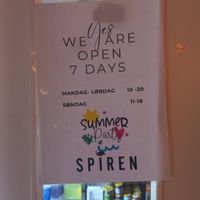 Yes
WE ARE
OPEN
7 DAYS
MANDAG- LØRDAG 10 -20
SØNDAG 11-18
SUMMER
Party
SPIREN